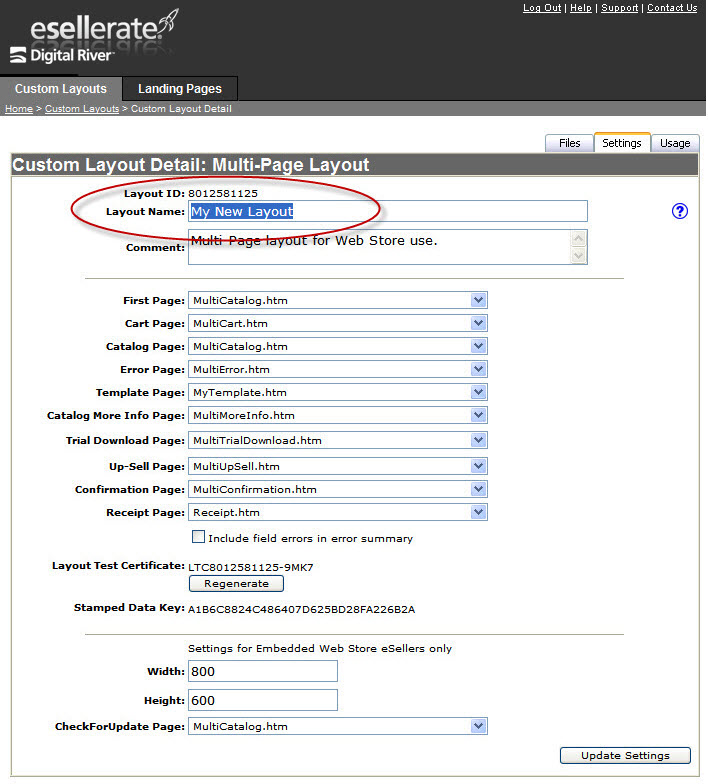 Log Out | Help | Support | Contact Us
esellerate
Digital River
Custom Layouts Landing Pages
Home > Custom Layouts > Custom Layout Detail
Files Settings Usage
Custom Layout Detail: Multi-Page Layout
Layout ID: 8012581125
Layout Name: My New Layout
?
Comment: Multi-Page layout for Web Store use.
First Page: MultiCatalog.htm
Cart Page: MultiCart.htm
Catalog Page: MultiCatalog.htm
Error Page: MultiError.htm
Template Page: MyTemplate.htm
Catalog More Info Page: MultiMoreInfo.htm
Trial Download Page: MultiTrialDownload.htm
Up-Sell Page: MultiUpSell.htm
Confirmation Page: MultiConfirmation.htm
Receipt Page: Receipt.htm
Include field errors in error summary
Layout Test Certificate: LTC8012581125-9MK7
Regenerate
Stamped Data Key: A1B6C8824C486407D625BD28FA226B2A
Settings for Embedded Web Store eSellers only
Width: 800
Height: 600
CheckForUpdate Page: MultiCatalog.htm
Update Settings